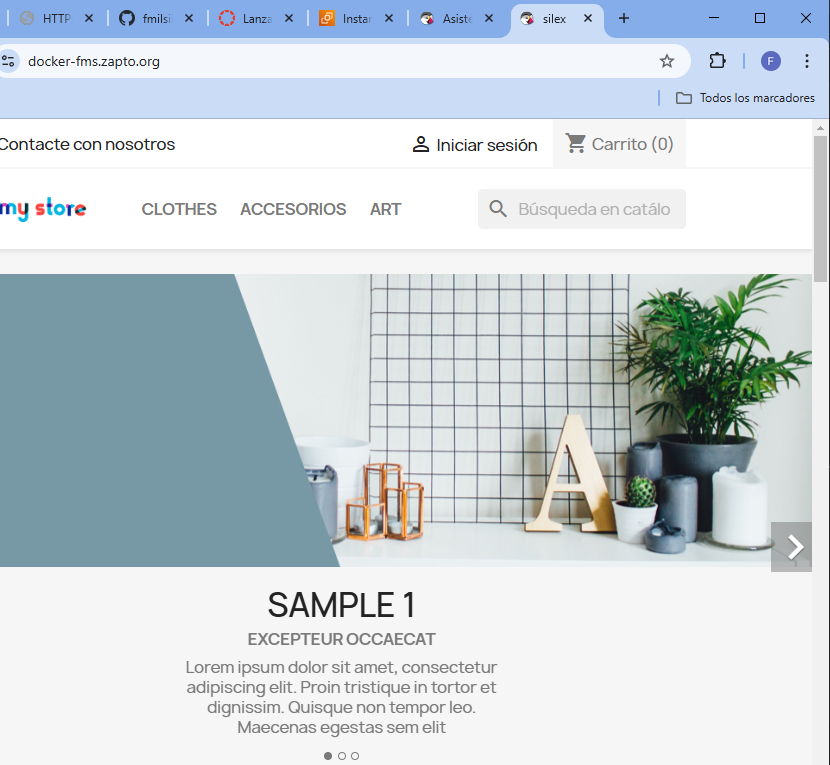 HTTP
fmilsi
Lanza
Instan
Asiste
silex
docker-fms.zapto.org
F
Todos los marcadores
Contacte con nosotros
Iniciar sesión
Carrito (0)
my store
CLOTHES
ACCESORIOS
ART
Búsqueda en catálo
A
SAMPLE 1
EXCEPTEUR OCCAECAT
Lorem ipsum dolor sit amet, consectetur
adipiscing elit. Proin tristique in tortor et
dignissim. Quisque non tempor leo.
Maecenas egestas sem elit